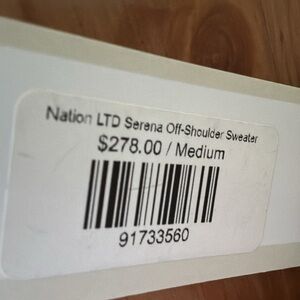 Nation LTD Serena Off-Shoulder Sweater
$278.00 / Medium
91733560